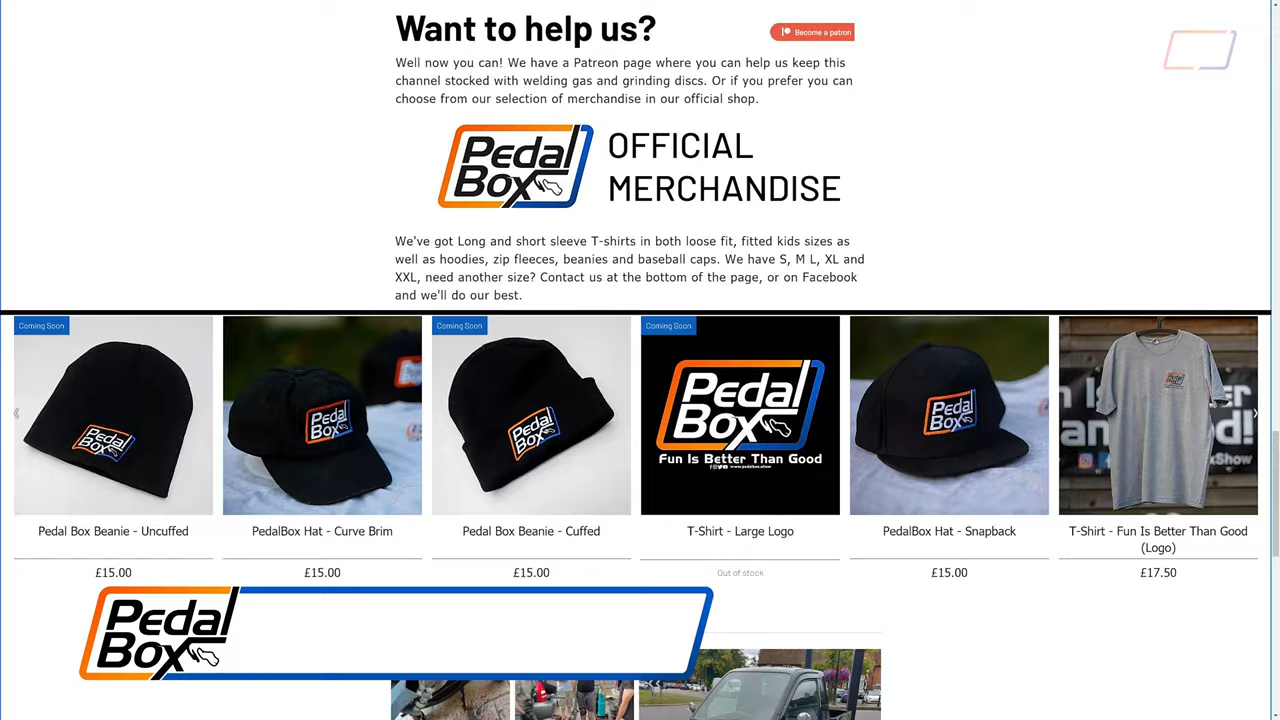 Want to help us?
Become a patron
Well now you can! We have a Patreon page where you can help us keep this
channel stocked with welding gas and grinding discs. Or if you prefer you can
choose from our selection of merchandise in our official shop.
Pedal
Box
OFFICIAL
MERCHANDISE
We've got Long and short sleeve T-shirts in both loose fit, fitted kids sizes as
well as hoodies, zip fleeces, beanies and baseball caps. We have S, M L, XL and
XXL, need another size? Contact us at the bottom of the page, or on Facebook
and we'll do our best.
Coming Soon
Coming Soon
Coming Soon
Pedal
Box
Pedal
Box
Pedal
Box
Pedal
Box
Fun Is Better Than Good
www.pedalbox.show
Pedal
Box
Pedal
Box
Pedal Box Beanie - Uncuffed
PedalBox Hat - Curve Brim
Pedal Box Beanie - Cuffed
T-Shirt - Large Logo
PedalBox Hat - Snapback
T-Shirt - Fun Is Better Than Good
(Logo)
£15.00
£15.00
£15.00
Out of stock
£15.00
£17.50
Pedal
Box